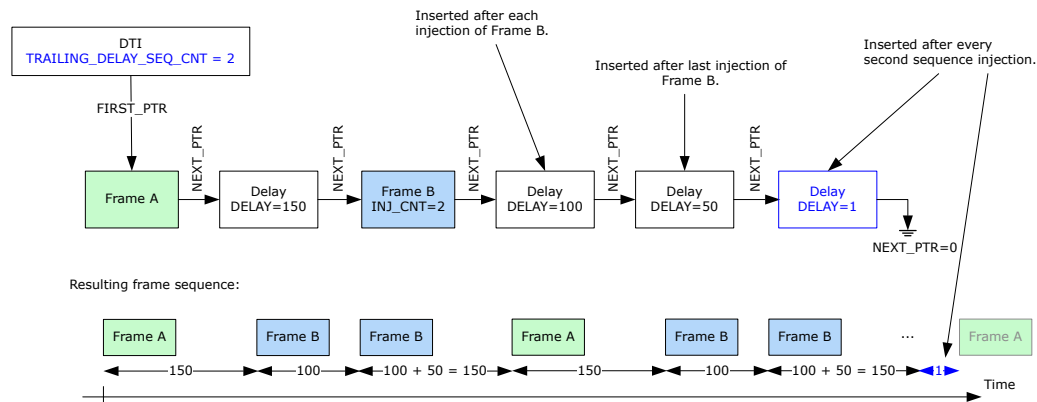 DTI
TRAILING_DELAY_SEQ_CNT = 2
Inserted after each
injection of Frame B.
Inserted after last injection of
Frame B.
Inserted after every
second sequence injection.
FIRST_PTR
NEXT_PTR
NEXT_PTR
NEXT_PTR
NEXT_PTR
NEXT_PTR
Frame A
Delay
DELAY=150
Frame B
INJ_CNT=2
Delay
DELAY=100
Delay
DELAY=50
Delay
DELAY=1
NEXT_PTR=0
Resulting frame sequence:
Frame A
Frame B
Frame B
Frame A
Frame B
Frame B
...
Frame A
150
100
100 + 50 = 150
150
100
100 + 50 = 150
1
Time